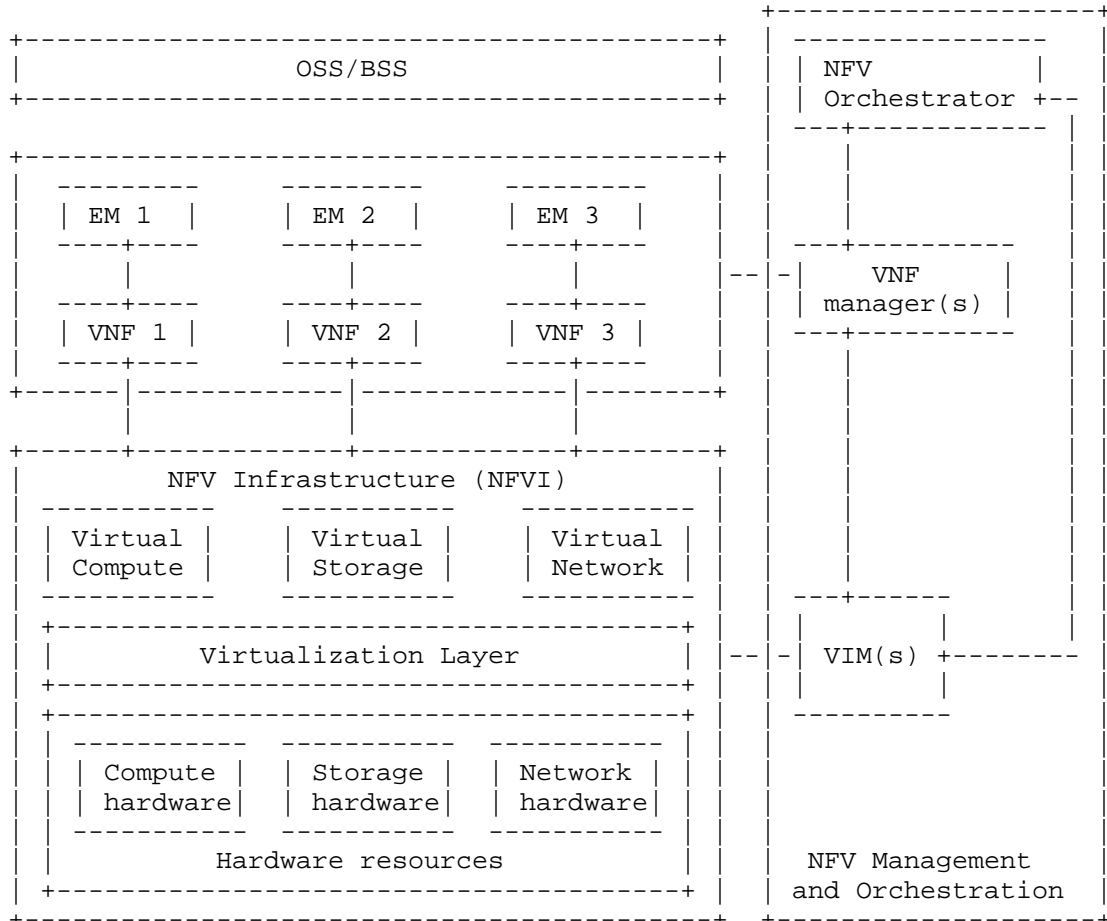 OSS/BSS
NFV
Orchestrator
EM 1 EM 2 EM 3
VNF
manager(s)
VNF 1 VNF 2 VNF 3
NFV Infrastructure (NFVI)
Virtual Virtual Virtual
Compute Storage Network
Virtualization Layer
VIM(s)
Compute Storage Network
hardware hardware hardware
Hardware resources
NFV Management
and Orchestration